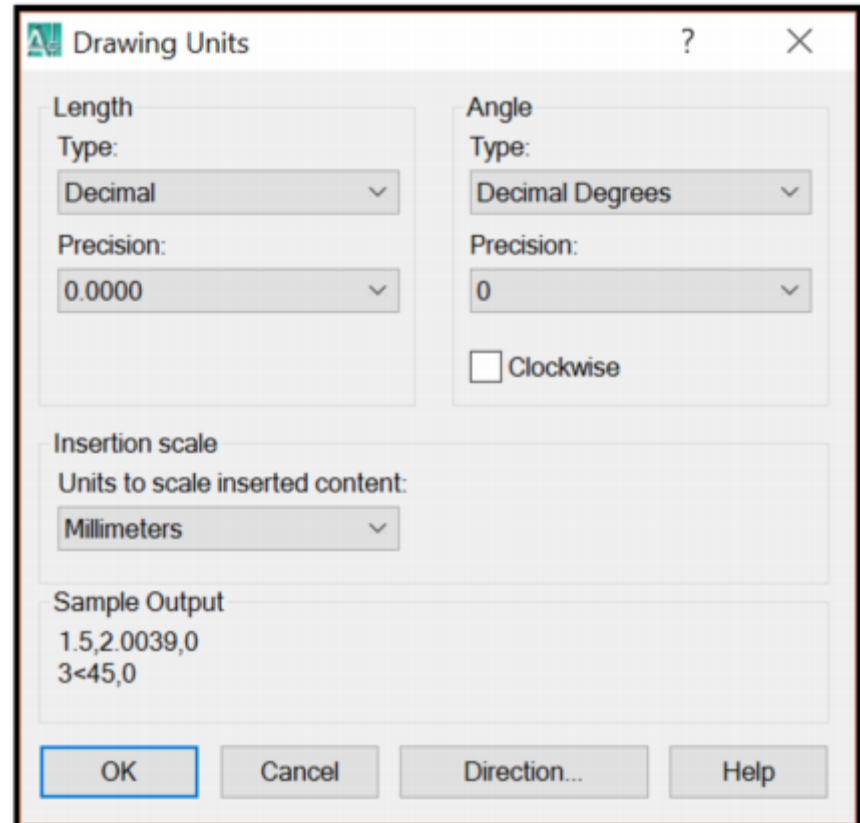 Drawing Units
Length
Type:
Decimal
Precision:
0.0000
Angle
Type:
Decimal Degrees
Precision:
0
Clockwise
Insertion scale
Units to scale inserted content:
Millimeters
Sample Output
1.5,2.0039,0
3<45,0
OK
Cancel
Direction...
Help